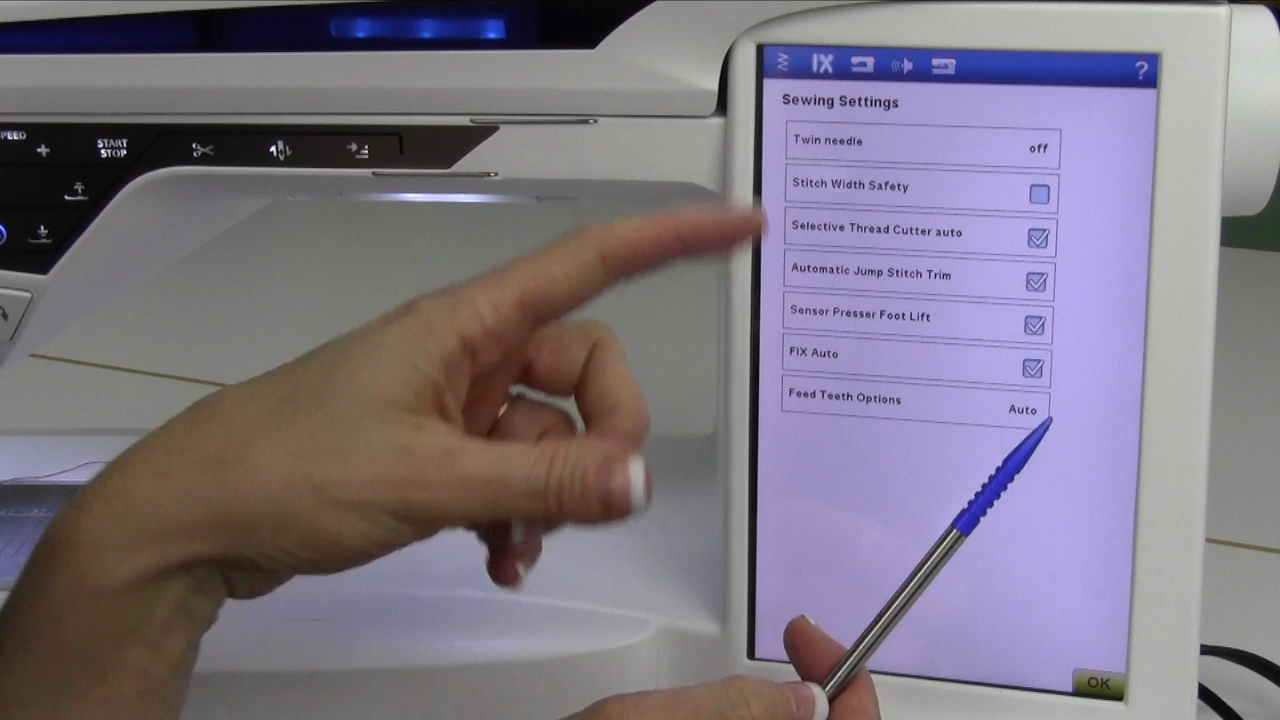 SPEED
+
START
STOP
?
Sewing Settings
Twin needle off
Stitch Width Safety
Selective Thread Cutter auto
Automatic Jump Stitch Trim
Sensor Presser Foot Lift
FIX Auto
Feed Teeth Options Auto
OK